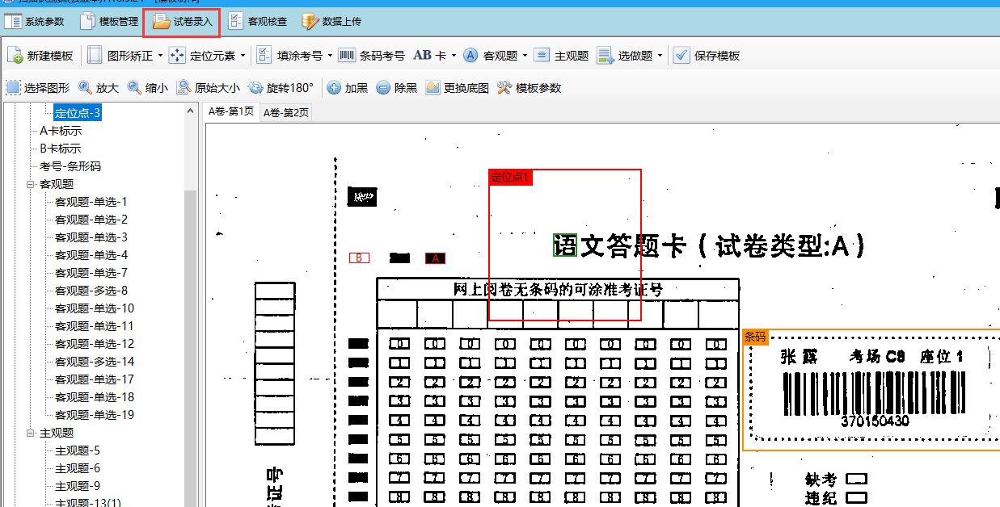 系统参数 模板管理 试卷录入 客观核查 数据上传
新建模板 图形矫正 定位元素 填涂考号 条码考号 AB 卡 客观题 主观题 选做题 保存模板
选择图形 放大 缩小 原始大小 旋转180° 加黑 除黑 更换底图 模板参数
定位点-3
A卡标示
B卡标示
考号-条形码
客观题
客观题-单选-1
客观题-单选-2
客观题-单选-3
客观题-单选-4
客观题-单选-7
客观题-多选-8
客观题-单选-10
客观题-单选-11
客观题-单选-12
客观题-多选-14
客观题-单选-17
客观题-单选-18
客观题-单选-19
主观题
主观题-5
主观题-6
主观题-9
主观题-13(1)
A卷-第1页 A卷-第2页
定位点1
语文答题卡（试卷类型:A）
B A
网上阅卷无条码的可涂准考证号
0 0 0 0 0 0 0 0 0 0
1 1 1 1 1 1 1 1 1 1
2 2 2 2 2 2 2 2 2 2
3 3 3 3 3 3 3 3 3 3
4 4 4 4 4 4 4 4 4 4
5 5 5 5 5 5 5 5 5 5
6 6 6 6 6 6 6 6 6 6
7 7 7 7 7 7 7 7 7 7
8 8 8 8 8 8 8 8 8 8
条码
张露 考场C8 座位1
370150430
缺考
违纪
证号